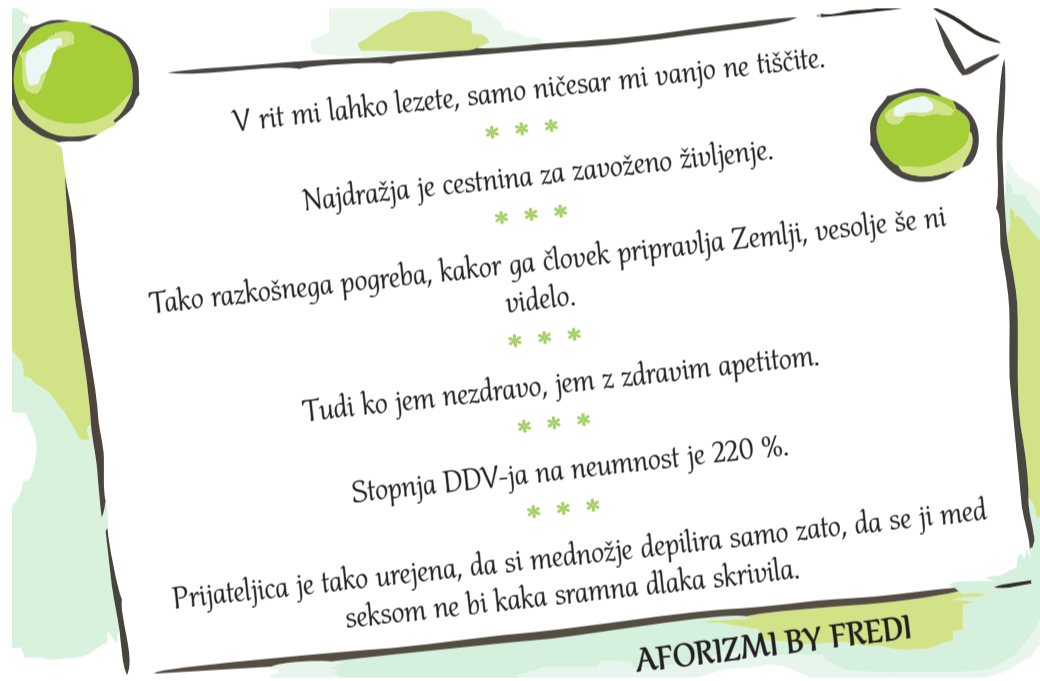 V rit mi lahko lezete, samo ničesar mi vanjo ne tiščite.
* * *
Najdražja je cestnina za zavoženo življenje.
* * *
Tako razkošnega pogreba, kakor ga človek pripravlja Zemlji, vesolje še ni
videlo.
* * *
Tudi ko jem nezdravo, jem z zdravim apetitom.
* * *
Stopnja DDV-ja na neumnost je 220 %.
* * *
Prijateljica je tako urejena, da si mednožje depilira samo zato, da se ji med
seksom ne bi kaka sramna dlaka skrivila.
AFORIZMI BY FREDI